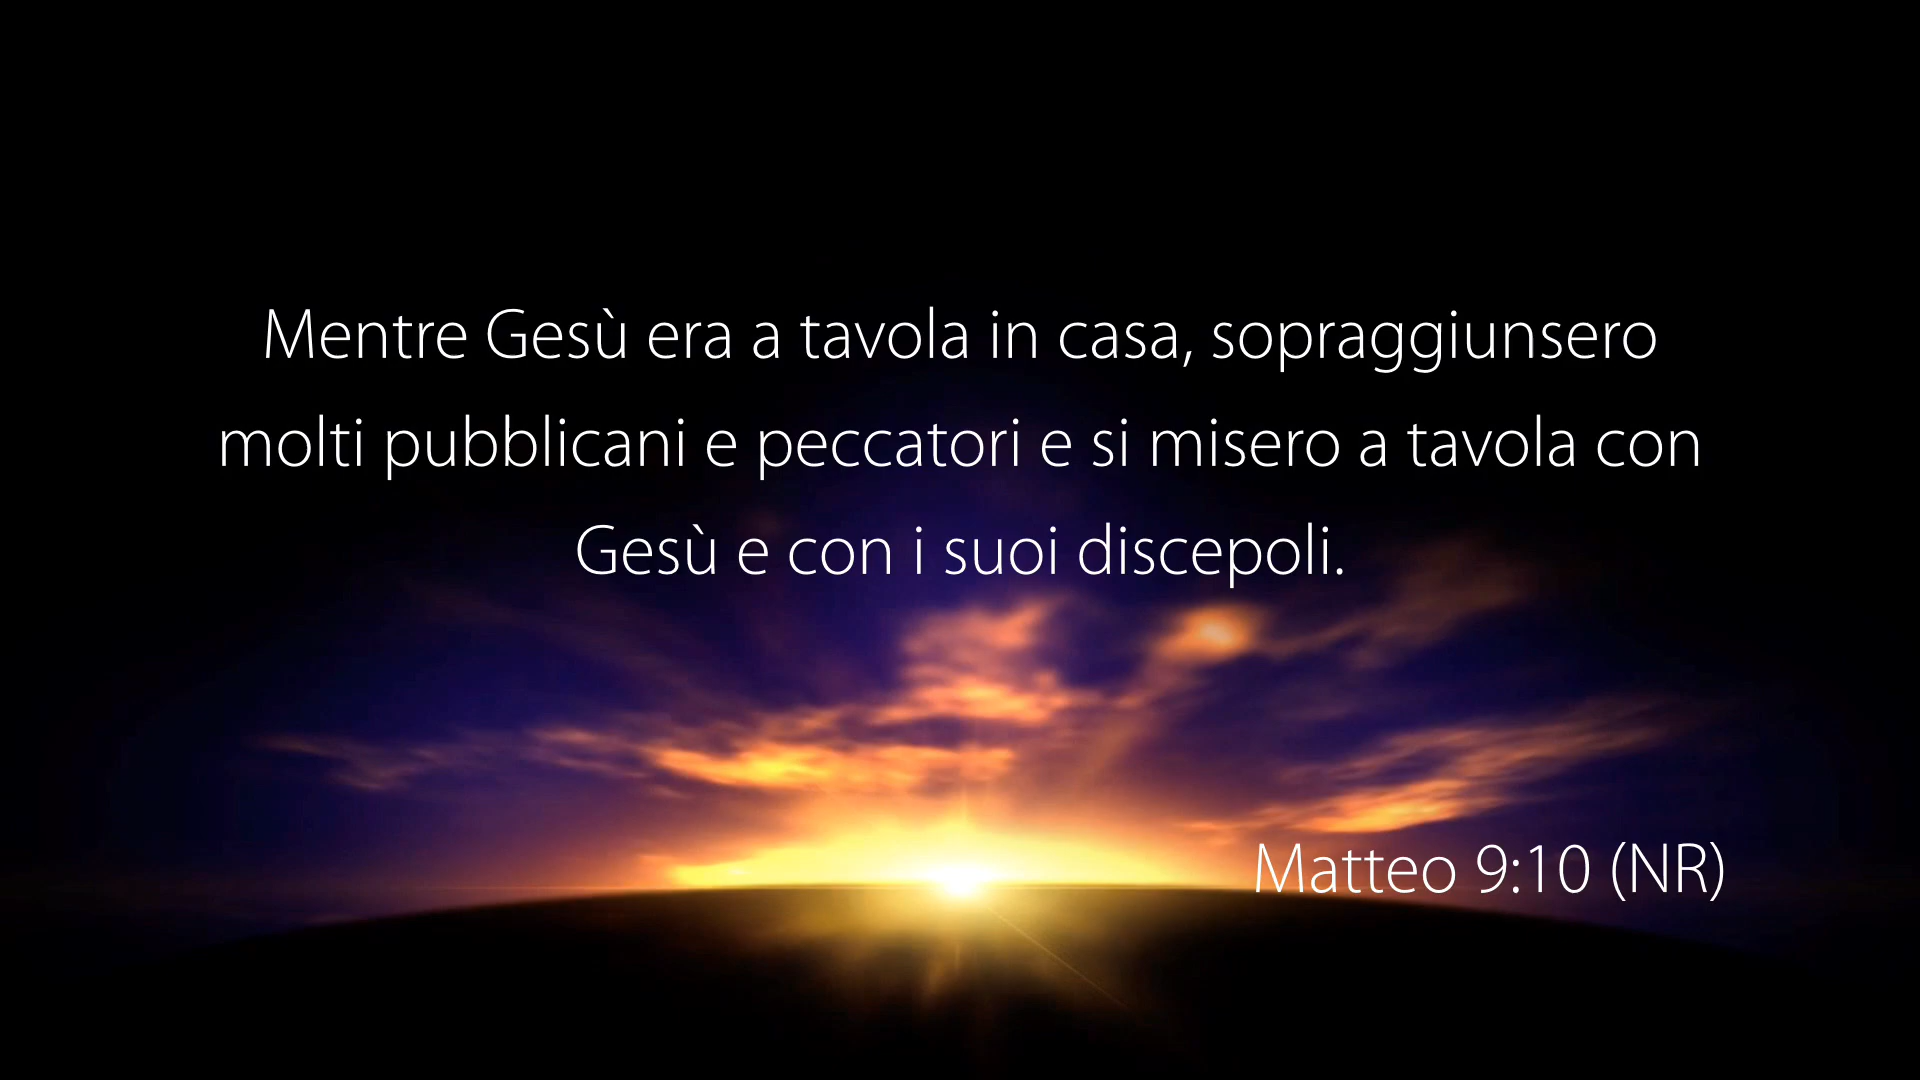 Mentre Gesù era a tavola in casa, sopraggiunsero
molti pubblicani e peccatori e si misero a tavola con
Gesù e con i suoi discepoli.
Matteo 9:10 (NR)